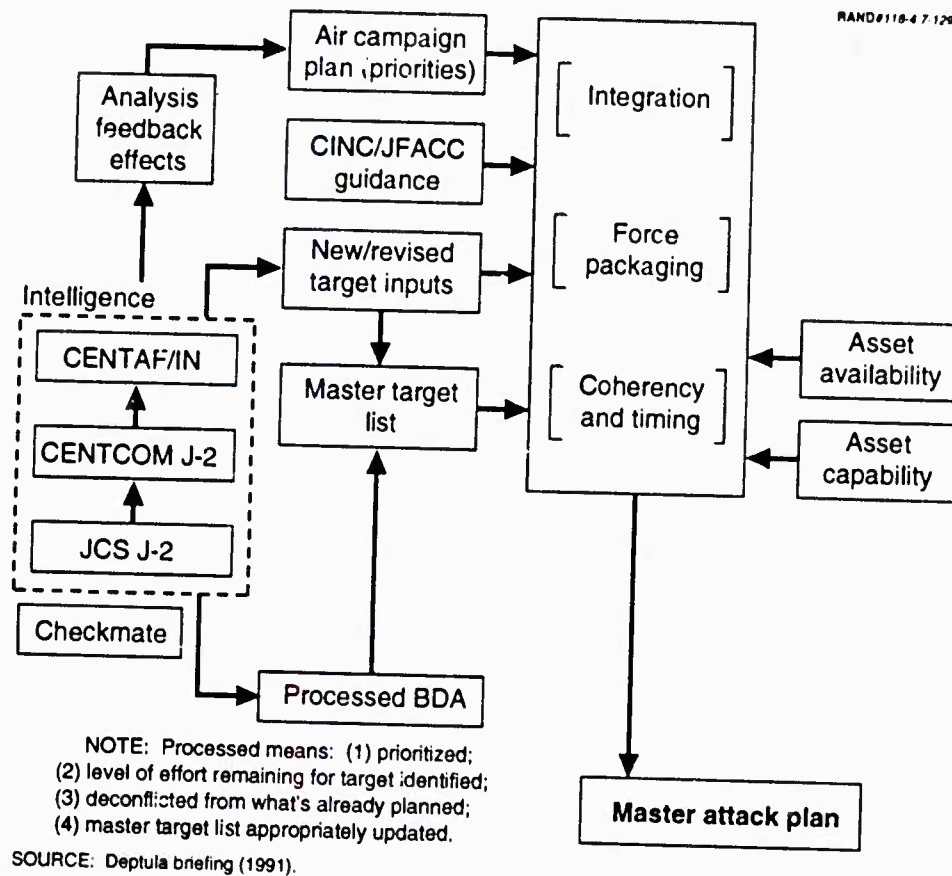 RAND#118-4.7-129
Air campaign
plan (priorities)
Analysis
feedback
effects
CINC/JFACC
guidance
New/revised
target inputs
Master target
list
Integration
Force
packaging
Coherency
and timing
Asset
availability
Asset
capability
Intelligence
CENTAF/IN
CENTCOM J-2
JCS J-2
Checkmate
Processed BDA
Master attack plan
NOTE: Processed means: (1) prioritized;
(2) level of effort remaining for target identified;
(3) deconflicted from what's already planned;
(4) master target list appropriately updated.
SOURCE: Deptula briefing (1991).